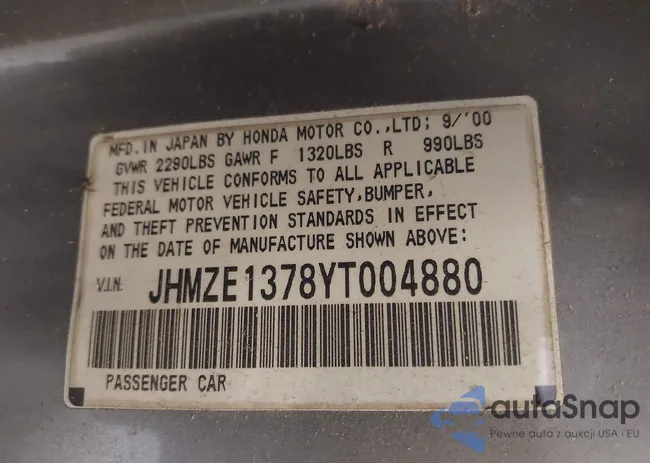 MFD.IN JAPAN BY HONDA MOTOR CO.,LTD; 9/'00
GVWR 2290LBS GAWR F 1320LBS R 990LBS
THIS VEHICLE CONFORMS TO ALL APPLICABLE
FEDERAL MOTOR VEHICLE SAFETY,BUMPER,
AND THEFT PREVENTION STANDARDS IN EFFECT
ON THE DATE OF MANUFACTURE SHOWN ABOVE:
V.I.N. JHMZE1378YT004880
PASSENGER CAR
autaSnap
Pewne auta z aukcji USA i EU